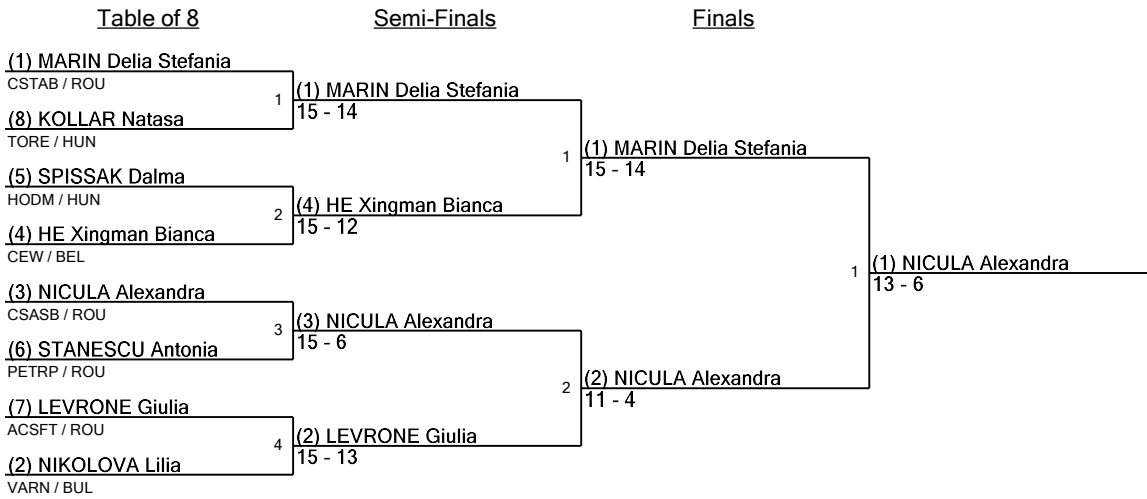 Table of 8
Semi-Finals
Finals
(1) MARIN Delia Stefania
CSTAB / ROU
1
(8) KOLLAR Natasa
TORE / HUN
(5) SPISSAK Dalma
HODM / HUN
2
(4) HE Xingman Bianca
CEW / BEL
(3) NICULA Alexandra
CSASB / ROU
3
(6) STANESCU Antonia
PETRP / ROU
(7) LEVRONE Giulia
ACSFT / ROU
4
(2) NIKOLOVA Lilia
VARN / BUL
(1) MARIN Delia Stefania
15 - 14
1
(4) HE Xingman Bianca
15 - 12
(3) NICULA Alexandra
15 - 6
2
(2) LEVRONE Giulia
15 - 13
(1) MARIN Delia Stefania
15 - 14
1
(2) NICULA Alexandra
11 - 4
(1) NICULA Alexandra
13 - 6